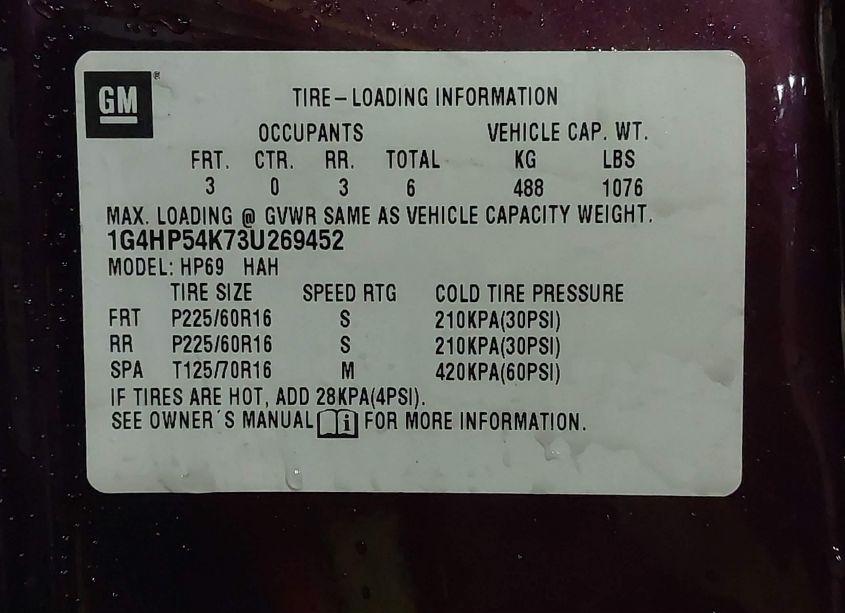 GM®
TIRE-LOADING INFORMATION
OCCUPANTS VEHICLE CAP. WT.
FRT. CTR. RR. TOTAL KG LBS
3 0 3 6 488 1076
MAX. LOADING @ GVWR SAME AS VEHICLE CAPACITY WEIGHT.
1G4HP54K73U269452
MODEL: HP69 HAH
TIRE SIZE SPEED RTG COLD TIRE PRESSURE
FRT P225/60R16 S 210KPA(30PSI)
RR P225/60R16 S 210KPA(30PSI)
SPA T125/70R16 M 420KPA(60PSI)
IF TIRES ARE HOT, ADD 28KPA(4PSI).
SEE OWNER´S MANUAL i FOR MORE INFORMATION.